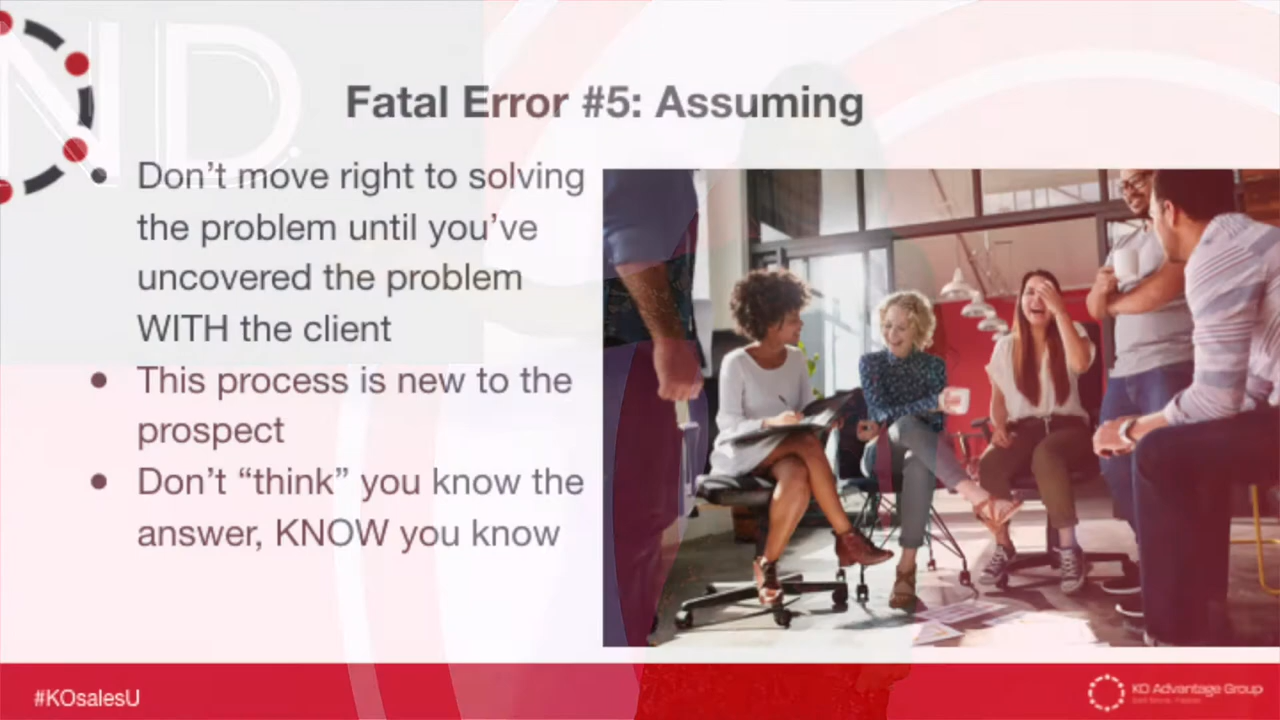 ND.
Fatal Error #5: Assuming
• Don’t move right to solving
the problem until you’ve
uncovered the problem
WITH the client
• This process is new to the
prospect
• Don’t “think” you know the
answer, KNOW you know
#KOsalesU
KO Advantage Group